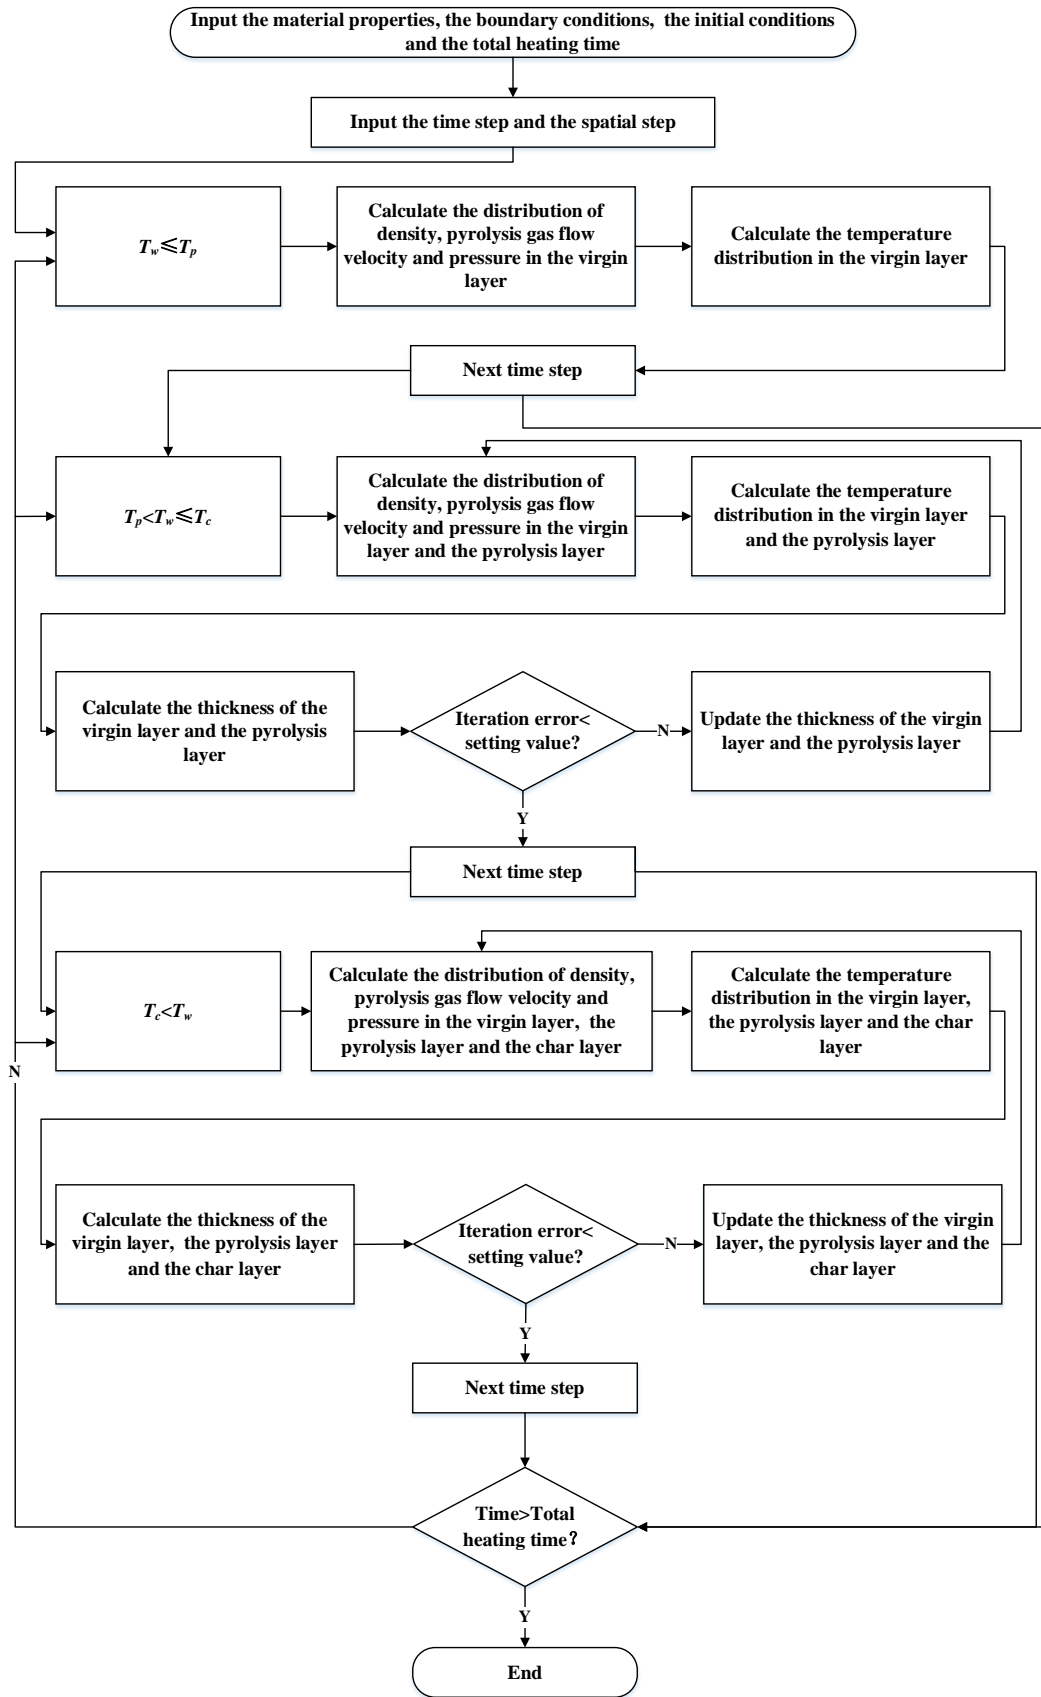 Input the material properties, the boundary conditions, the initial conditions
and the total heating time
Input the time step and the spatial step
Tw≤Tp
Calculate the distribution of
density, pyrolysis gas flow
velocity and pressure in the virgin
layer
Calculate the temperature
distribution in the virgin layer
Next time step
Tp<Tw≤Tc
Calculate the distribution of
density, pyrolysis gas flow
velocity and pressure in the virgin
layer and the pyrolysis layer
Calculate the temperature
distribution in the virgin layer
and the pyrolysis layer
Calculate the thickness of the
virgin layer and the pyrolysis
layer
Iteration error<
setting value?
N
Update the thickness of the virgin
layer and the pyrolysis layer
Y
Next time step
Tc<Tw
Calculate the distribution of density,
pyrolysis gas flow velocity and
pressure in the virgin layer, the
pyrolysis layer and the char layer
Calculate the temperature
distribution in the virgin layer,
the pyrolysis layer and the char
layer
N
Calculate the thickness of the
virgin layer, the pyrolysis layer
and the char layer
Iteration error<
setting value?
N
Update the thickness of the virgin
layer, the pyrolysis layer and the
char layer
Y
Next time step
Time>Total
heating time?
Y
End